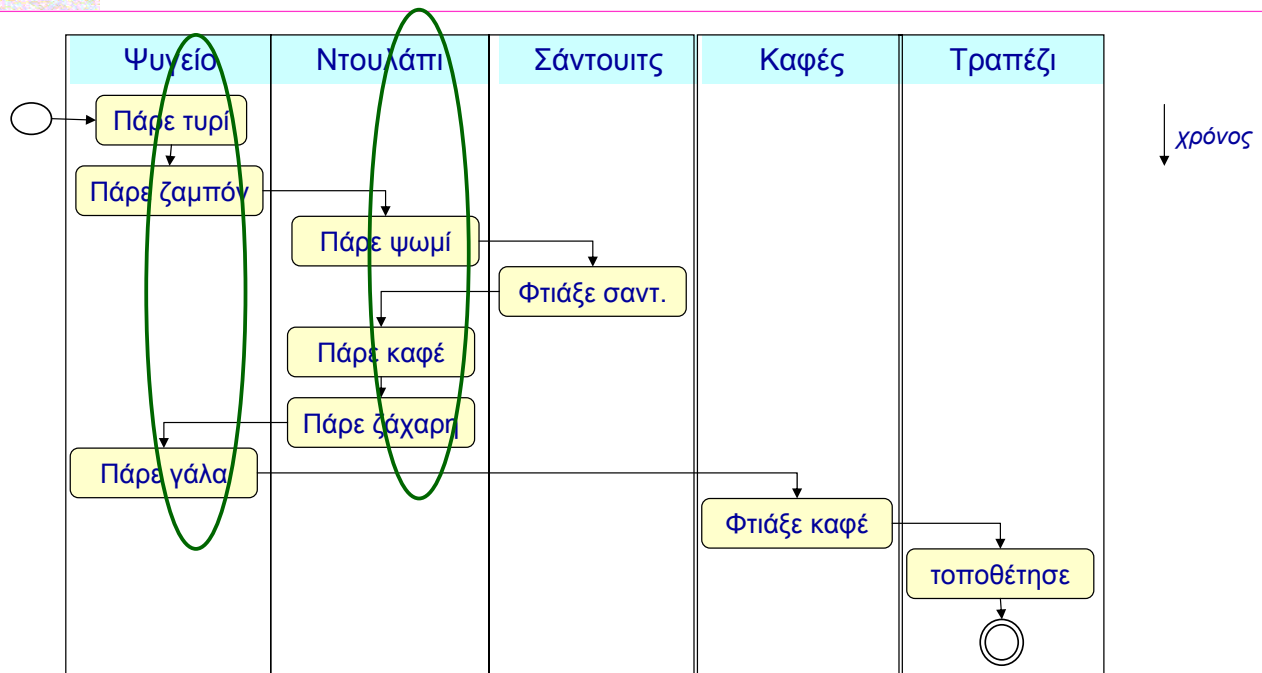 Ψυγείο
Ντουλάπι
Σάντουιτς
Καφές
Τραπέζι
Πάρε τυρί
χρόνος
Πάρε ζαμπόν
Πάρε ψωμί
Φτιάξε σαντ.
Πάρε καφέ
Πάρε ζάχαρη
Πάρε γάλα
Φτιάξε καφέ
τοποθέτησε